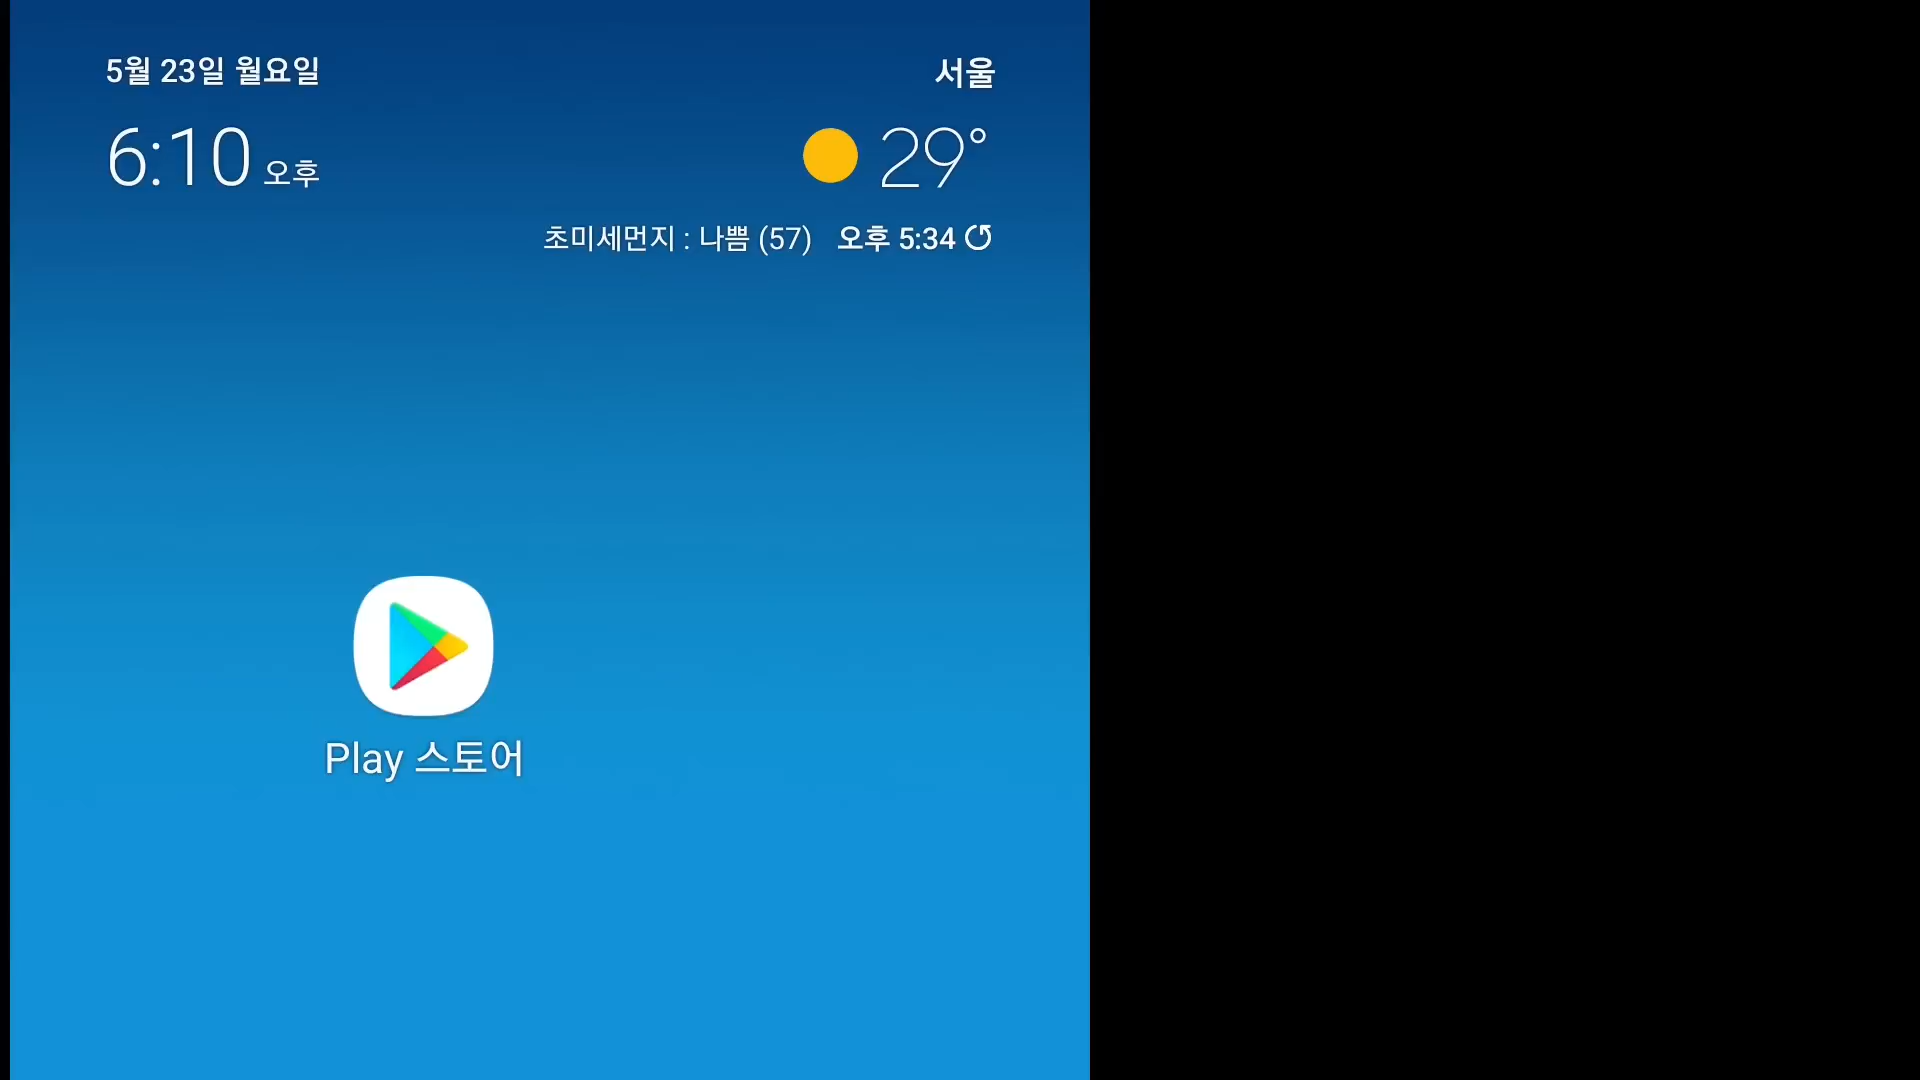 5월 23일 월요일
서울
6:10 오후
29°
초미세먼지 : 나쁨 (57) 오후 5:34
Play 스토어